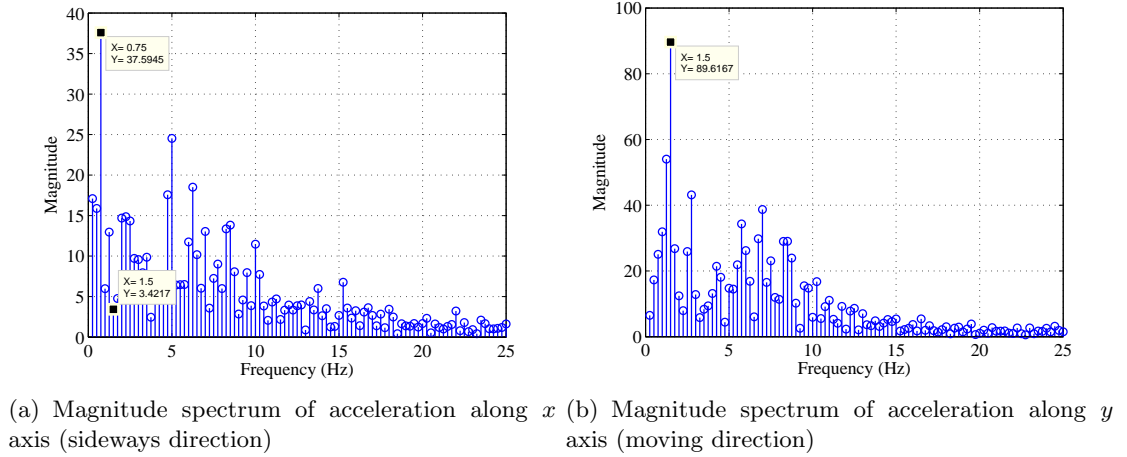 40
35
30
25
20
15
10
5
0
Magnitude
X= 0.75
Y= 37.5945
X= 1.5
Y= 3.4217
0 5 10 15 20 25
Frequency (Hz)
100
80
60
40
20
0
Magnitude
X= 1.5
Y= 89.6167
0 5 10 15 20 25
Frequency (Hz)
(a) Magnitude spectrum of acceleration along x
axis (sideways direction)
(b) Magnitude spectrum of acceleration along y
axis (moving direction)